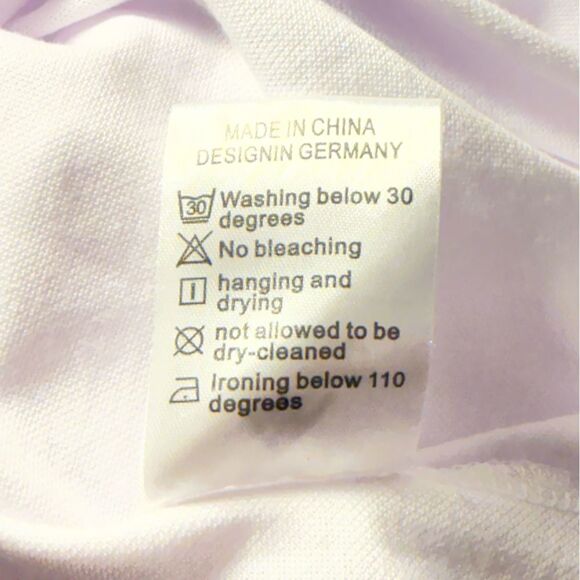 MADE IN CHINA
DESIGNIN GERMANY
30 Washing below 30
degrees
No bleaching
hanging and
drying
not allowed to be
dry-cleaned
Ironing below 110
degrees